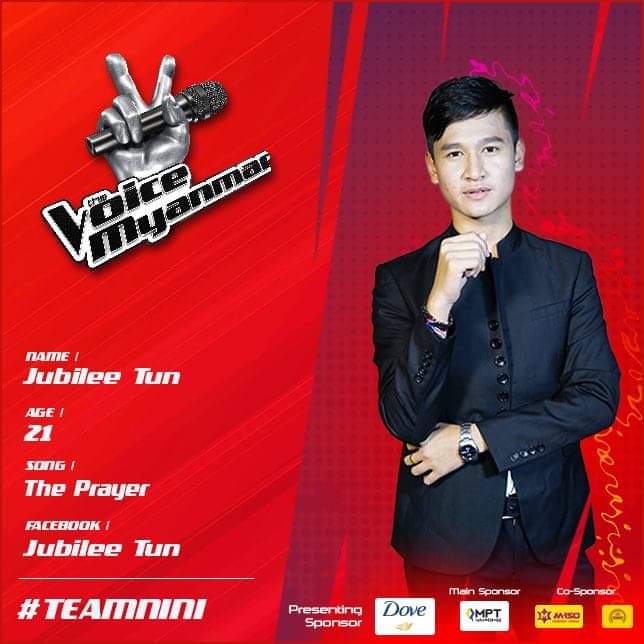 The
Voice
Myanmar
NAME |
Jubilee Tun
AGE |
21
SONG |
The Prayer
FACEBOOK |
Jubilee Tun
#TEAMNINI
Presenting
Sponsor
Dove
Main Sponsor
MPT
Co-Sponsor